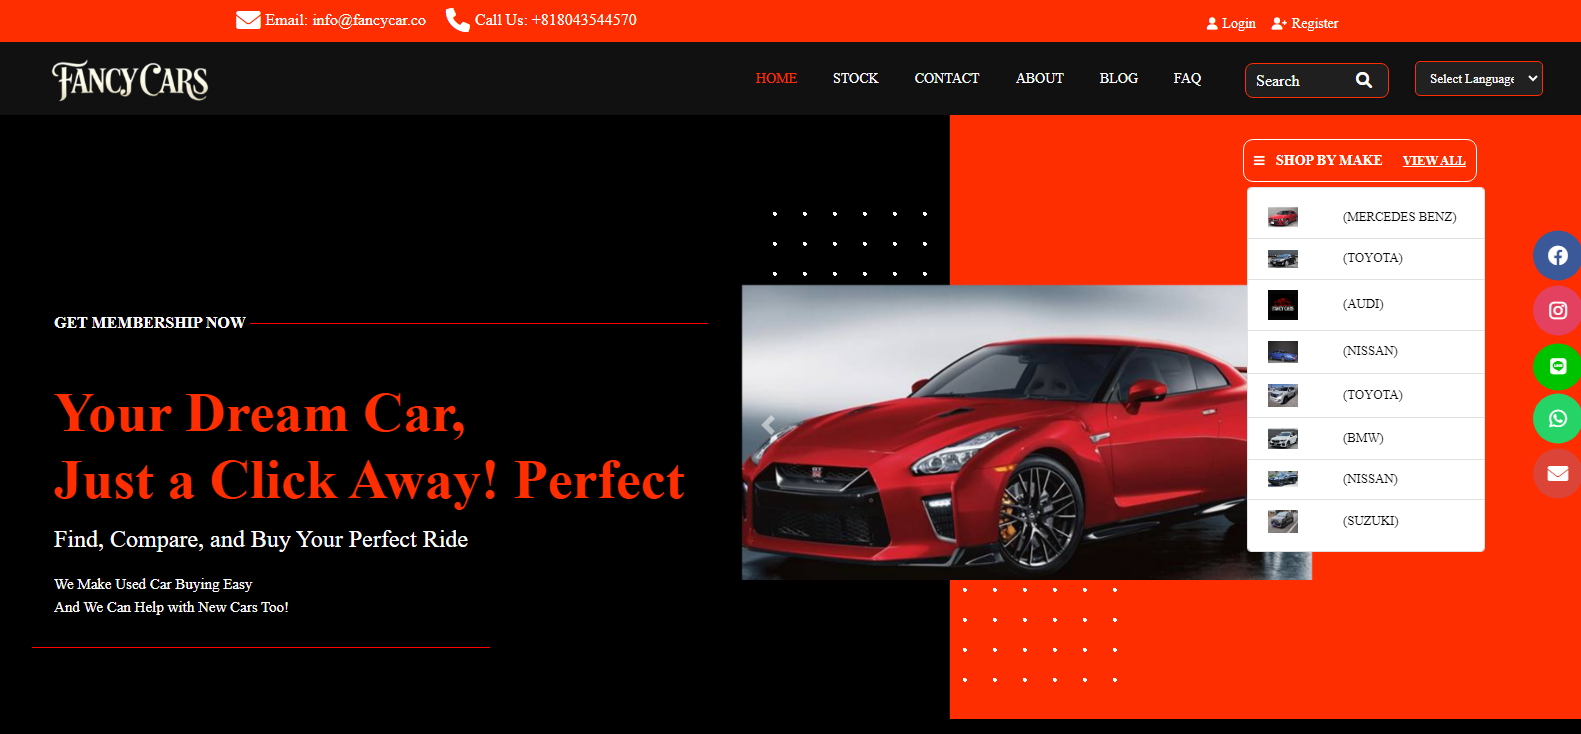 Email: info@fancycar.co
Call Us: +818043544570
Login
Register
FANCY CARS
HOME
STOCK
CONTACT
ABOUT
BLOG
FAQ
Search
Select Language
SHOP BY MAKE
VIEW ALL
(MERCEDES BENZ)
(TOYOTA)
(AUDI)
(NISSAN)
(TOYOTA)
(BMW)
(NISSAN)
(SUZUKI)
GET MEMBERSHIP NOW
Your Dream Car,
Just a Click Away! Perfect
Find, Compare, and Buy Your Perfect Ride
We Make Used Car Buying Easy
And We Can Help with New Cars Too!